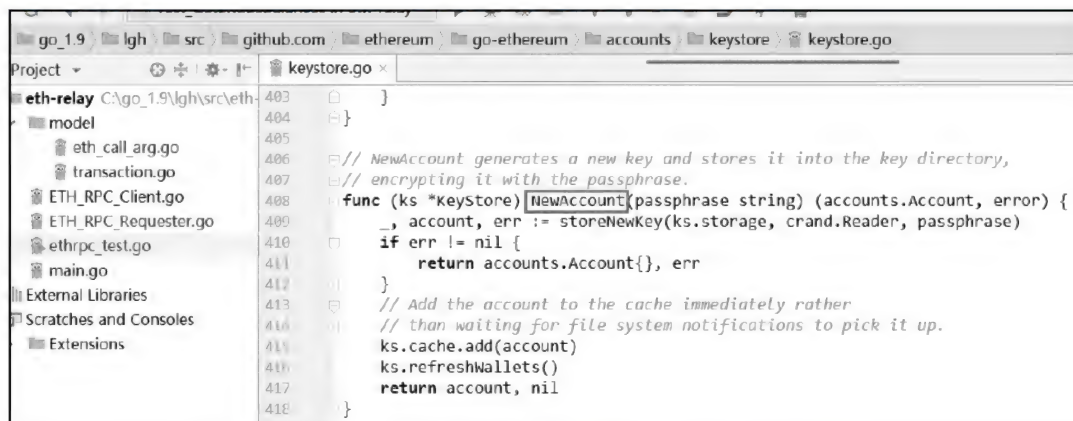 go_1.9 lgh src github.com ethereum go-ethereum accounts keystore keystore.go
Project
keystore.go ×
eth-relay C:\go_1.9\lgh\src\eth-
model
eth_call_arg.go
transaction.go
ETH_RPC_Client.go
ETH_RPC_Requester.go
ethrpc_test.go
main.go
External Libraries
Scratches and Consoles
Extensions
403 }
404 }
405
406 // NewAccount generates a new key and stores it into the key directory,
407 // encrypting it with the passphrase.
408 func (ks *KeyStore) NewAccount(passphrase string) (accounts.Account, error) {
409 _, account, err := storeNewKey(ks.storage, crand.Reader, passphrase)
410 if err != nil {
411 return accounts.Account{}, err
412 }
413 // Add the account to the cache immediately rather
414 // than waiting for file system notifications to pick it up.
415 ks.cache.add(account)
416 ks.refreshWallets()
417 return account, nil
418 }